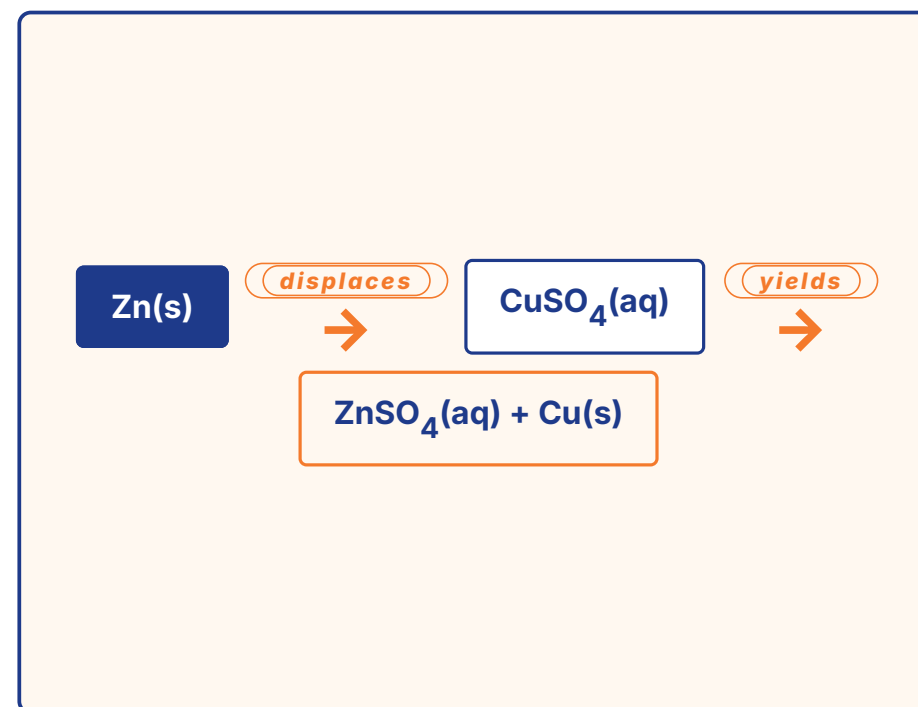 Zn(s) displaces → CuSO₄(aq) yields →
ZnSO₄(aq) + Cu(s)